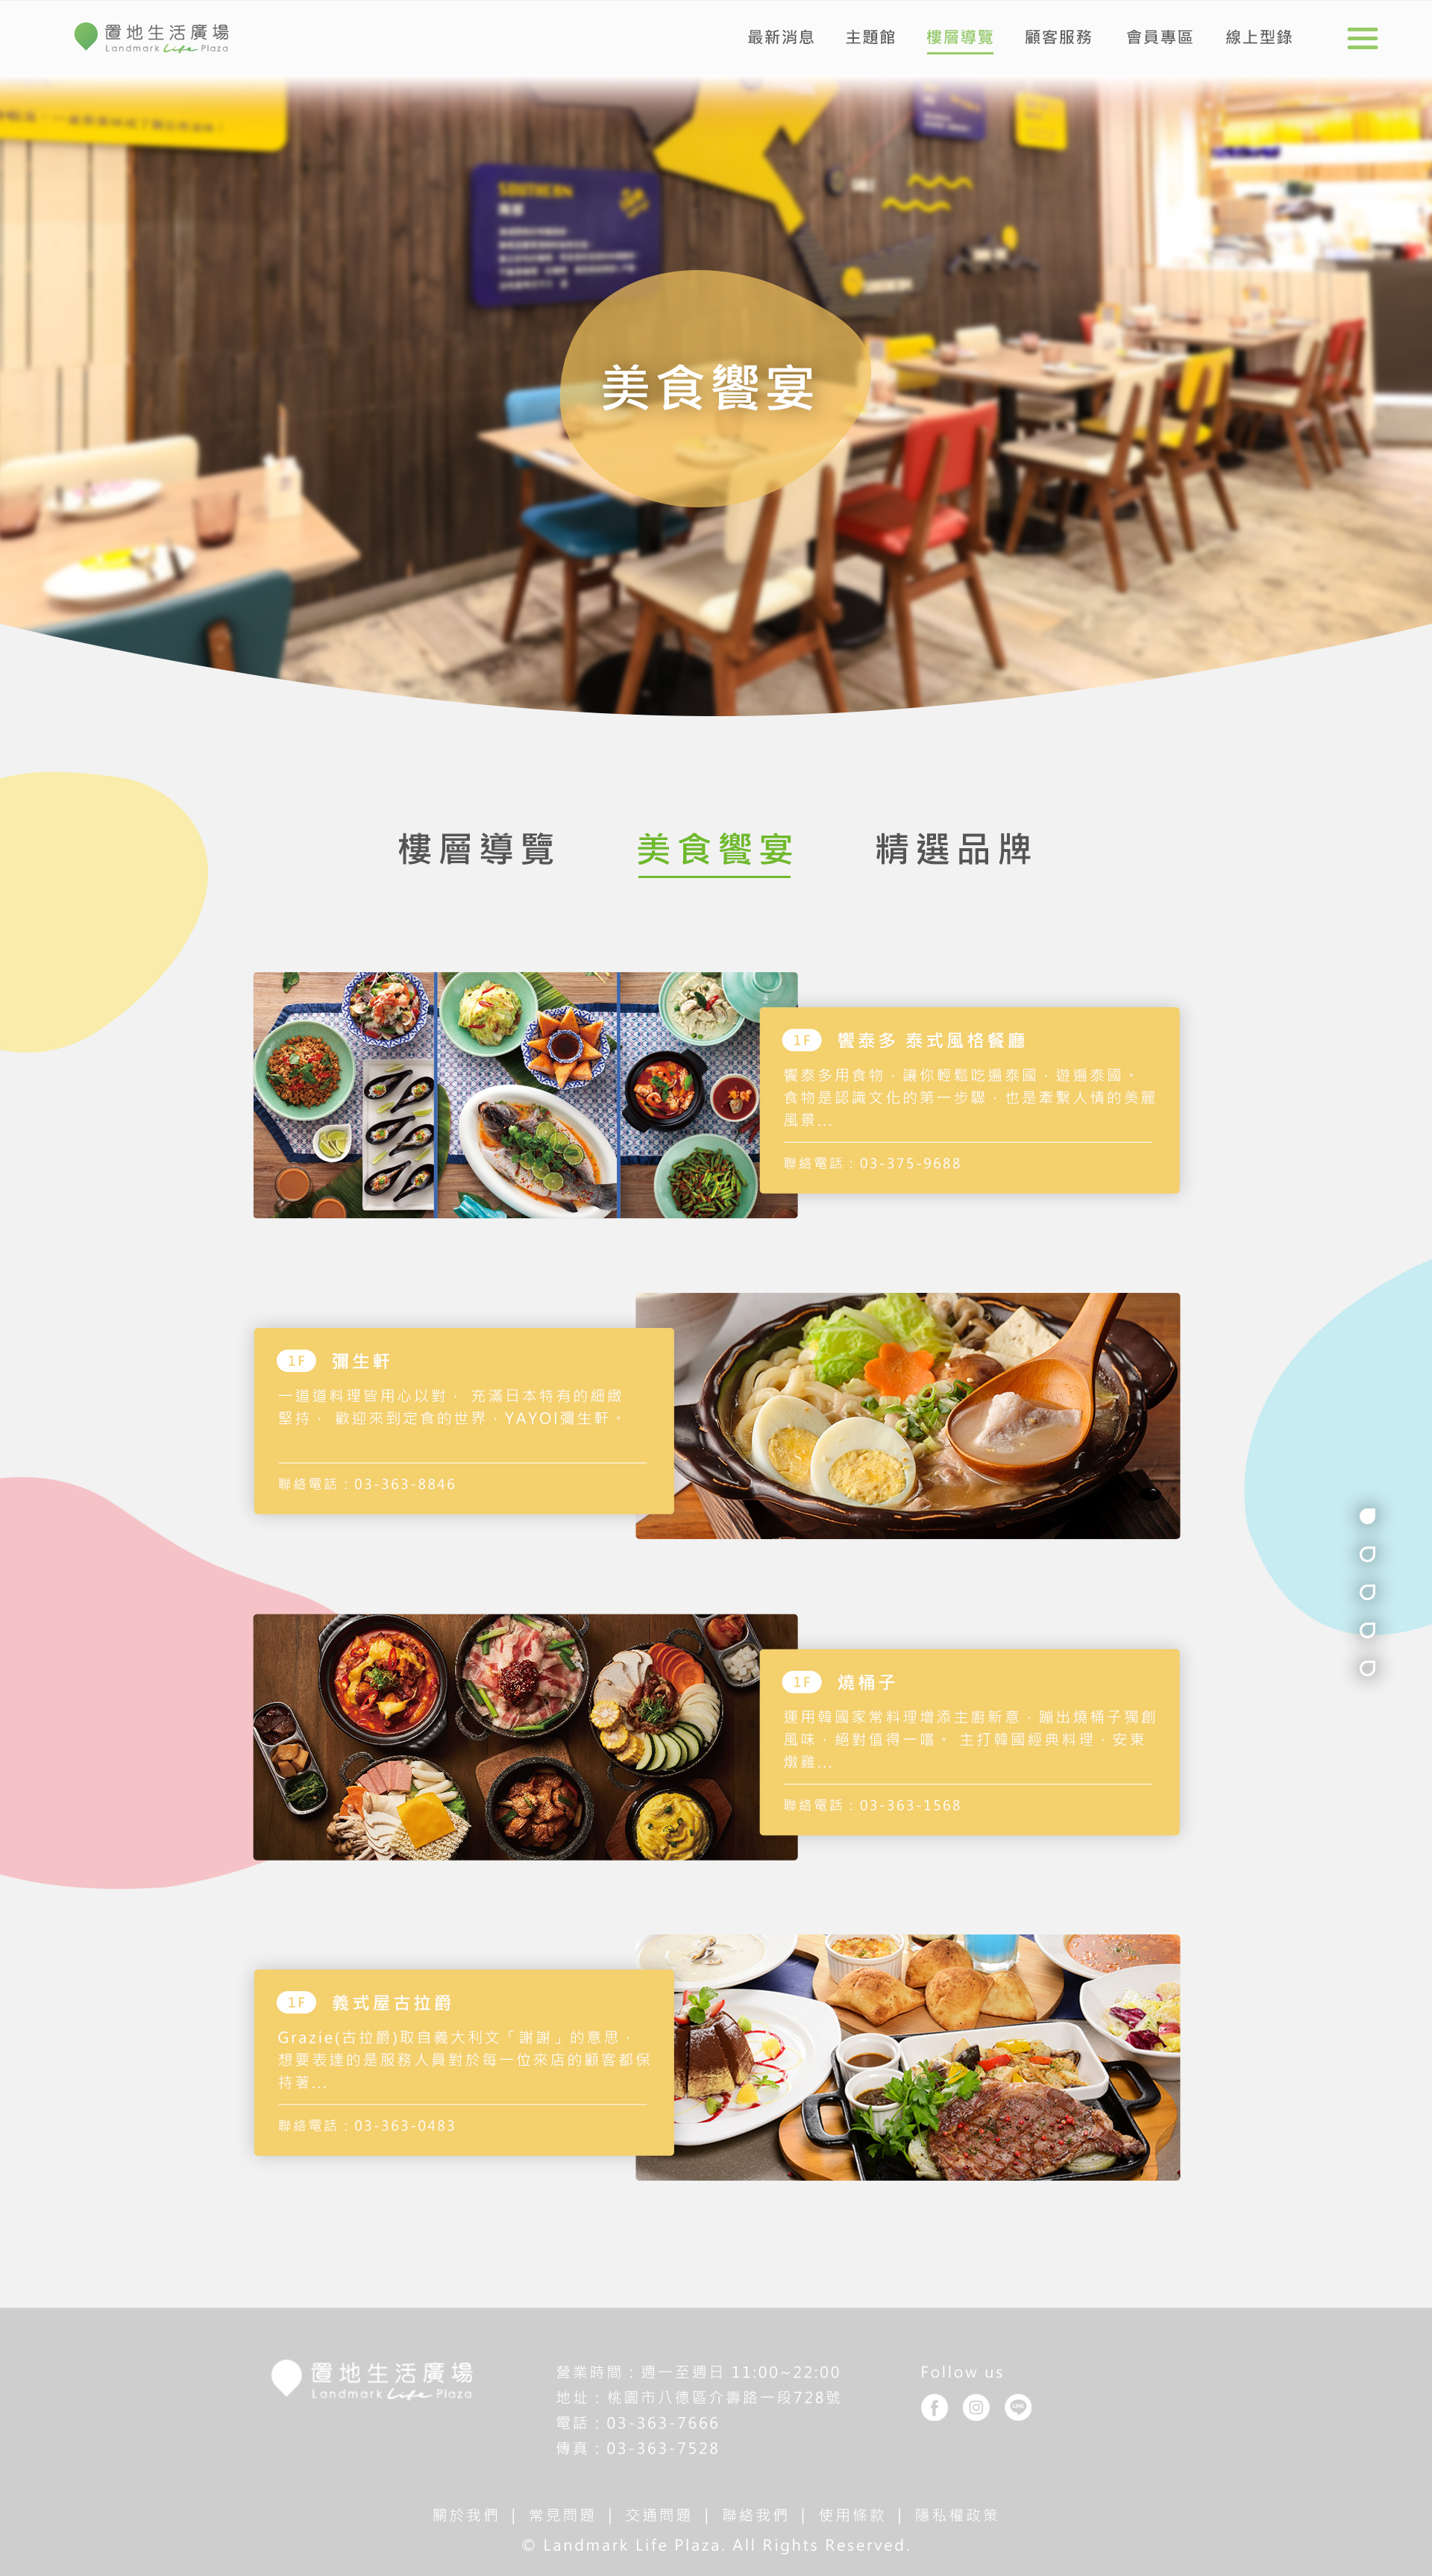 置地生活廣場
Landmark Life Plaza
最新消息 主題館 樓層導覽 顧客服務 會員專區 線上型錄
SOUTHERN
美食饗宴
樓層導覽 美食饗宴 精選品牌
1F 饗泰多 泰式風格餐廳
饗泰多用食物，讓你輕鬆吃遍泰國，遊遍泰國。
食物是認識文化的第一步驟，也是牽繫人情的美麗
風景...
聯絡電話：03-375-9688
1F 彌生軒
一道道料理皆用心以對， 充滿日本特有的細緻
堅持， 歡迎來到定食的世界，YAYOI彌生軒。
聯絡電話：03-363-8846
1F 燒桶子
運用韓國家常料理增添主廚新意，蹦出燒桶子獨創
風味，絕對值得一嚐。 主打韓國經典料理，安東
燉雞...
聯絡電話：03-363-1568
1F 義式屋古拉爵
Grazie(古拉爵)取自義大利文「謝謝」的意思，
想要表達的是服務人員對於每一位來店的顧客都保
持著...
聯絡電話：03-363-0483
置地生活廣場
Landmark Life Plaza
營業時間：週一至週日 11:00~22:00
地址：桃園市八德區介壽路一段728號
電話：03-363-7666
傳真：03-363-7528
Follow us
LINE
關於我們 | 常見問題 | 交通問題 | 聯絡我們 | 使用條款 | 隱私權政策
© Landmark Life Plaza. All Rights Reserved.